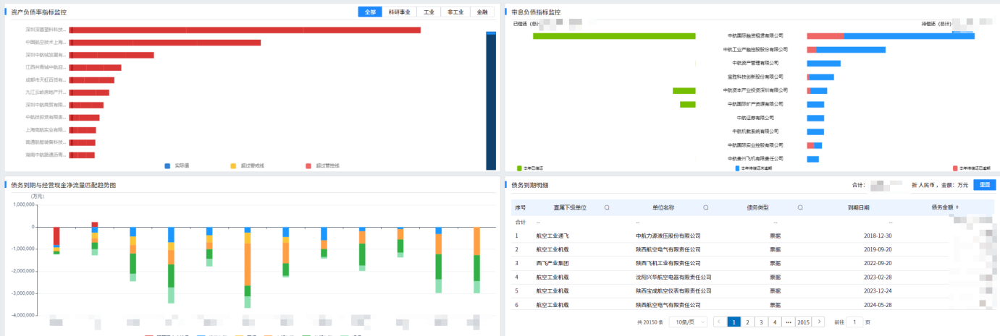 资产负债率指标监控
全部 科研事业 工业 非工业 金融
深圳深蓄塑料科技...
中国航空技术上海...
深圳中航城发展有...
江西共青城中航迎...
成都市天虹百货有...
九江云岭房地产开...
深圳中航商贸有限...
中航技投资有限责...
上海南航实业有限...
南通航智装备科技...
湖南中航路通沥青...
实际值 超过警戒线 超过管控线
带息负债指标监控
已偿还（总计
待偿还（总计）
中航国际融资租赁有限公司
中航工业产融控股股份有限公司
中航资产管理有限公司
宝胜科技创新股份有限公司
中航资本产业投资深圳有限公司
中航国际矿产资源有限公司
中航证券有限公司
中航机载系统有限公司
中航国际实业控股有限公司
中航贵州飞机有限责任公司
本年已偿还 本年待偿还未逾期 本年待偿还已逾期
债务到期与经营现金净流量匹配趋势图
（万元）
1,000,000
0
-1,000,000
-2,000,000
-3,000,000
-4,000,000
债务到期明细
合计： 折 人民币 ，金额：万元 重置
序号 直属下级单位 单位名称 债务类型 到期日期 债务金额
合计 -- -- --
1 航空工业通飞 中航力源液压股份有限公司 票据 2018-12-30
2 航空工业机载 陕西航空电气有限责任公司 票据 2019-09-20
3 西飞产业集团 陕西飞机工业有限责任公司 票据 2022-09-20
4 航空工业机载 沈阳兴华航空电器有限责任公司 票据 2023-02-28
5 航空工业机载 陕西宝成航空仪表有限责任公司 票据 2023-12-24
6 航空工业机载 陕西航空电气有限责任公司 票据 2024-05-28
共 20150 条 10条/页 1 2 3 4 ••• 2015 前往 1 页